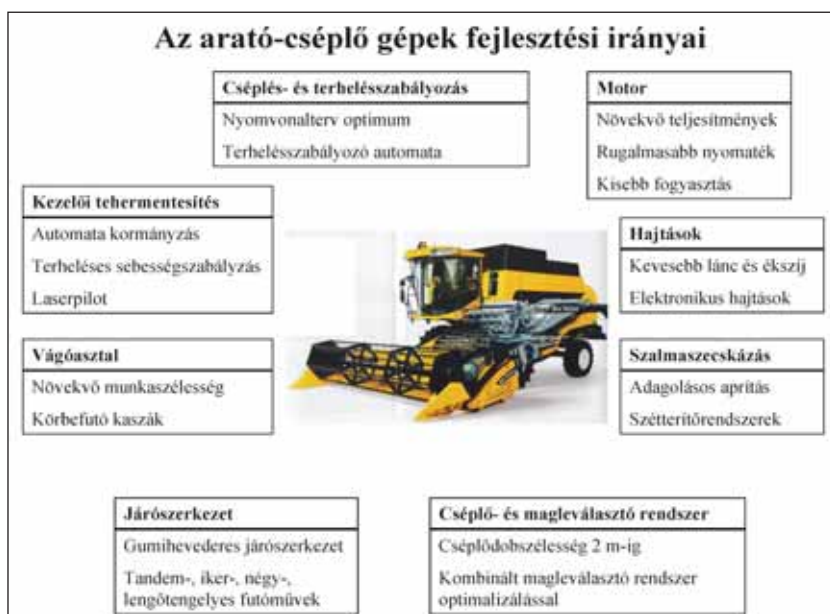 Az arató-cséplő gépek fejlesztési irányai
Cséplés- és terhelésszabályozás
Nyomvonalterv optimum
Terhelésszabályozó automata
Motor
Növekvő teljesítmények
Rugalmasabb nyomaték
Kisebb fogyasztás
Kezelői tehermentesítés
Automata kormányzás
Terheléses sebességszabályzás
Laserpilot
Hajtások
Kevesebb lánc és ékszíj
Elektronikus hajtások
Vágóasztal
Növekvő munkaszélesség
Körbefutó kaszák
Szalmaszecskázás
Adagolásos aprítás
Szétterítőrendszerek
Járószerkezet
Gumihevederes járószerkezet
Tandem-, iker-, négy-,
lengőtengelyes futóművek
Cséplő- és magleválasztó rendszer
Cséplődobszélesség 2 m-ig
Kombinált magleválasztó rendszer
optimalizálással